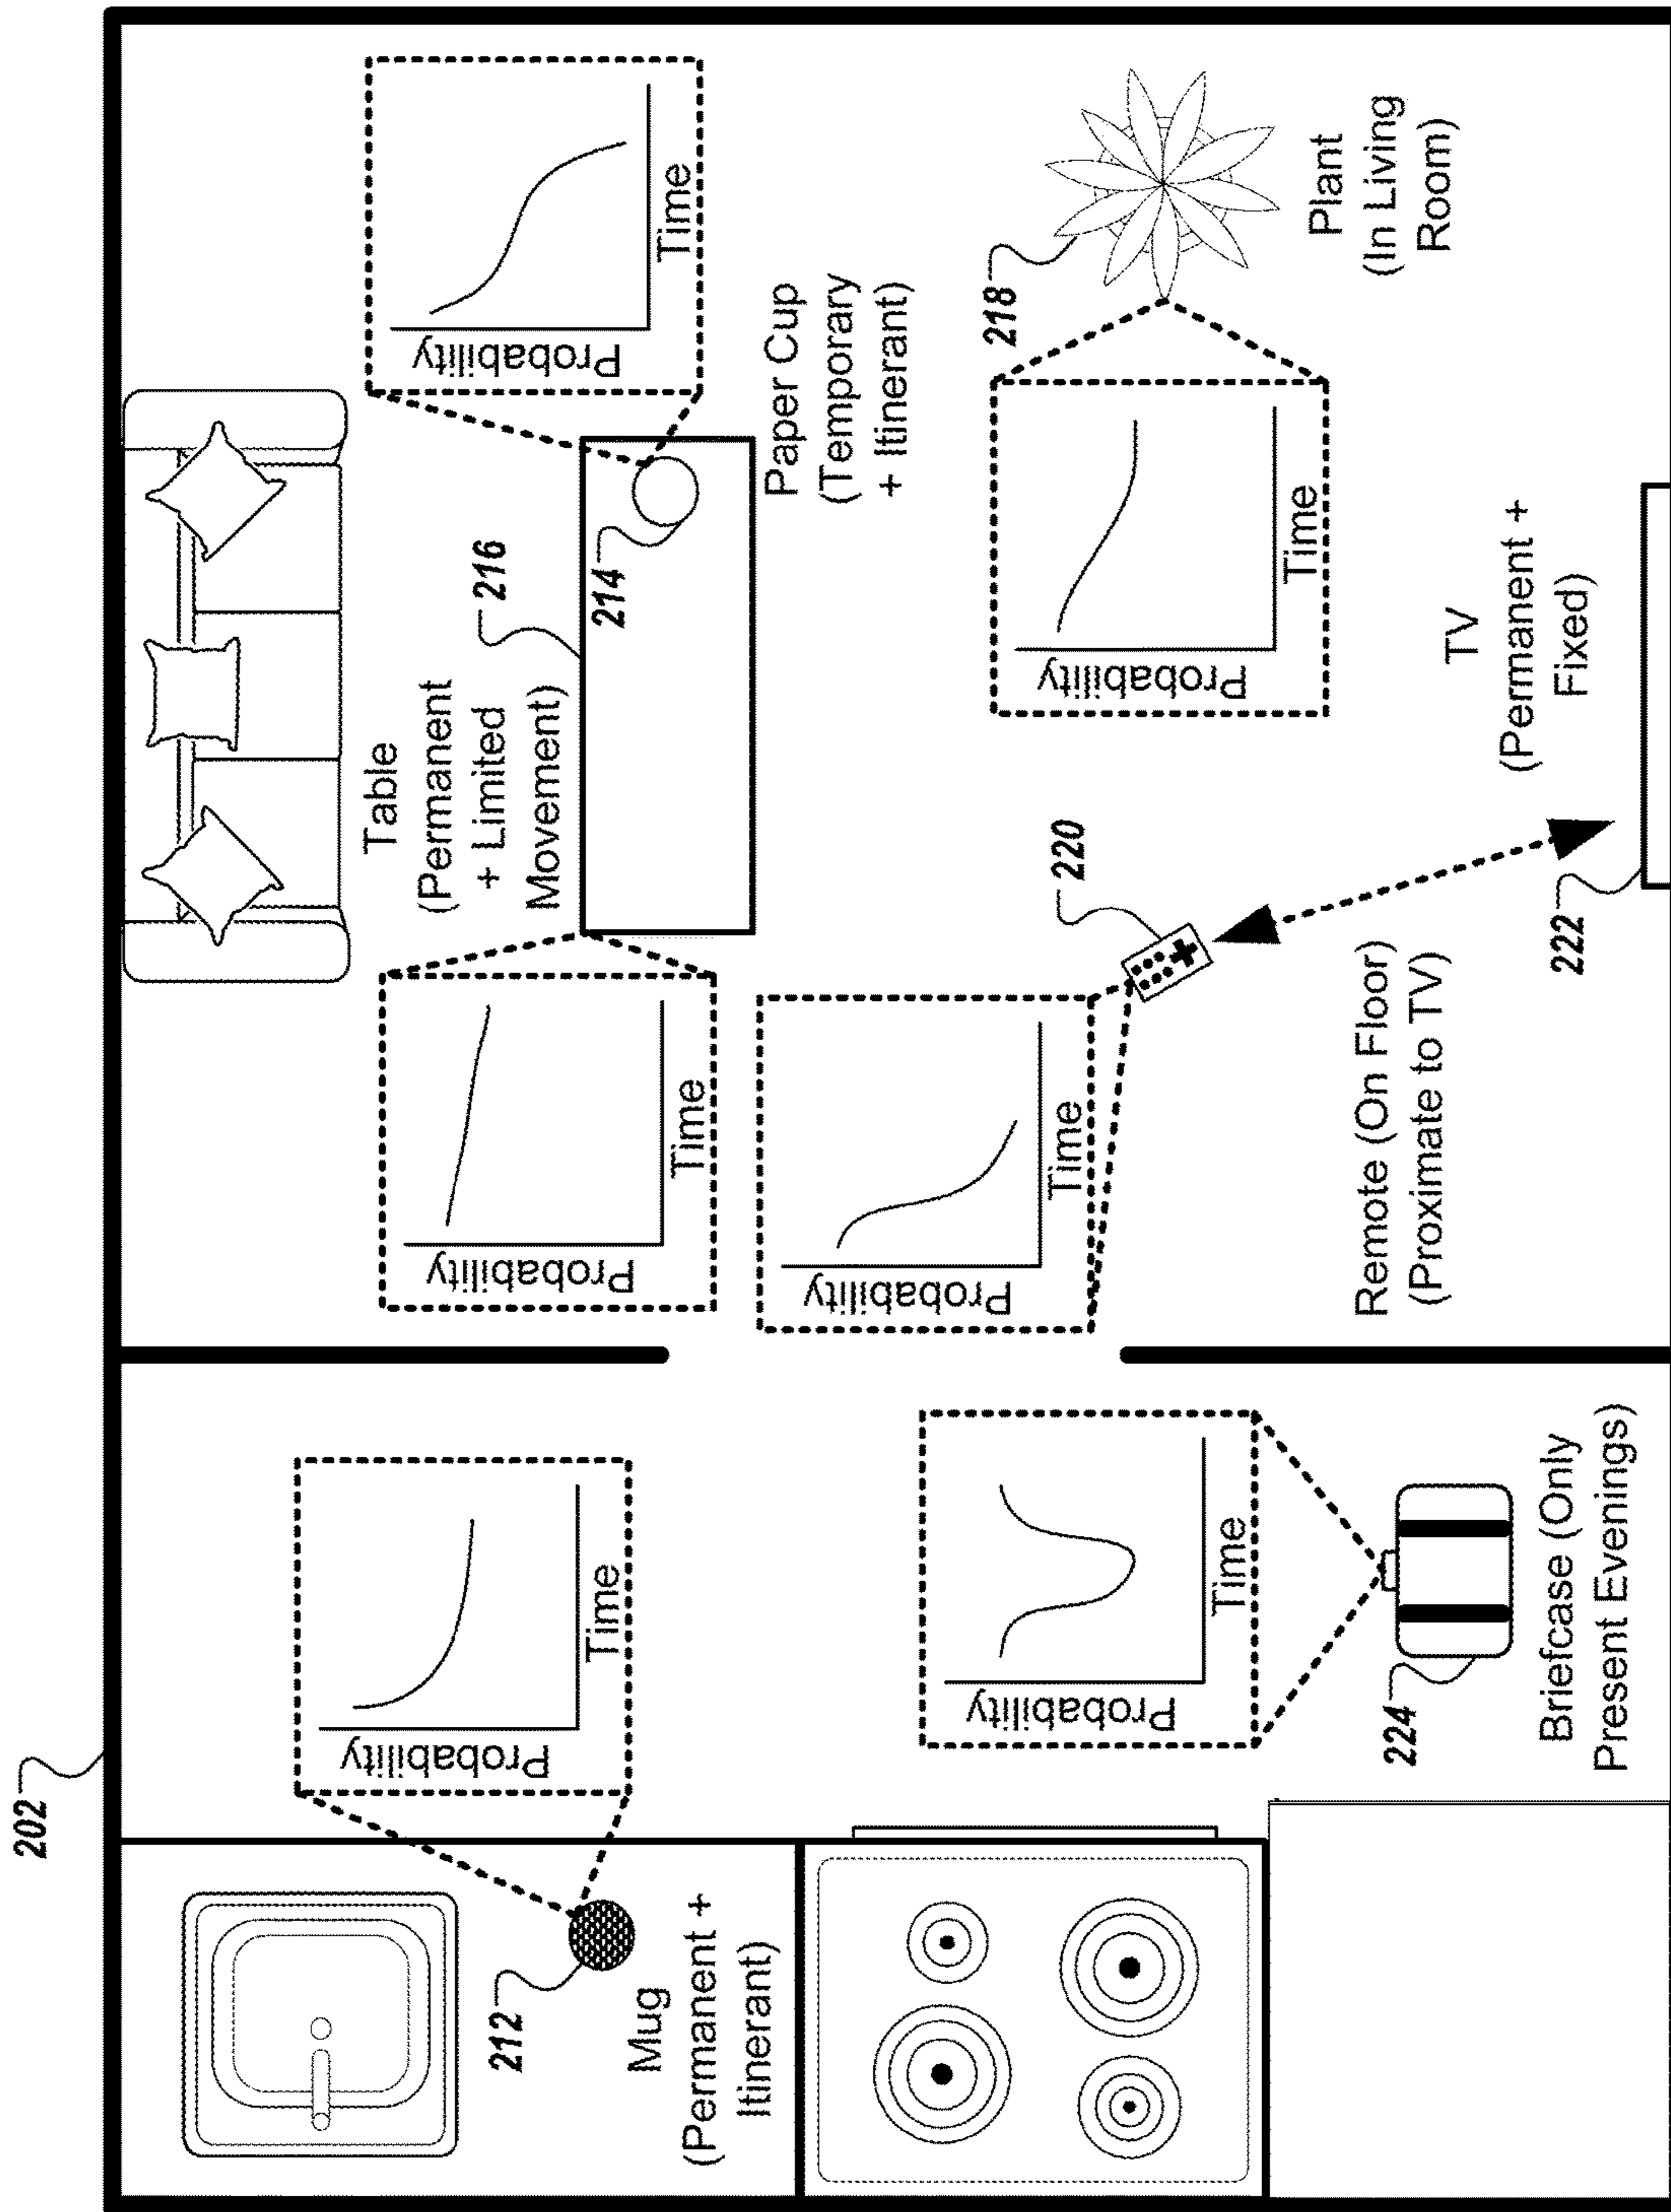 202
212
Mug
(Permanent +
Itinerant)
Probability
Time
Table
(Permanent
+ Limited
Movement)
216
Probability
Time
214
Probability
Time
Paper Cup
(Temporary
+ Itinerant)
Probability
Time
220
Remote (On Floor)
(Proximate to TV)
218
Probability
Time
Plant
(In Living
Room)
222
TV
(Permanent +
Fixed)
Probability
Time
224
Briefcase (Only
Present Evenings)